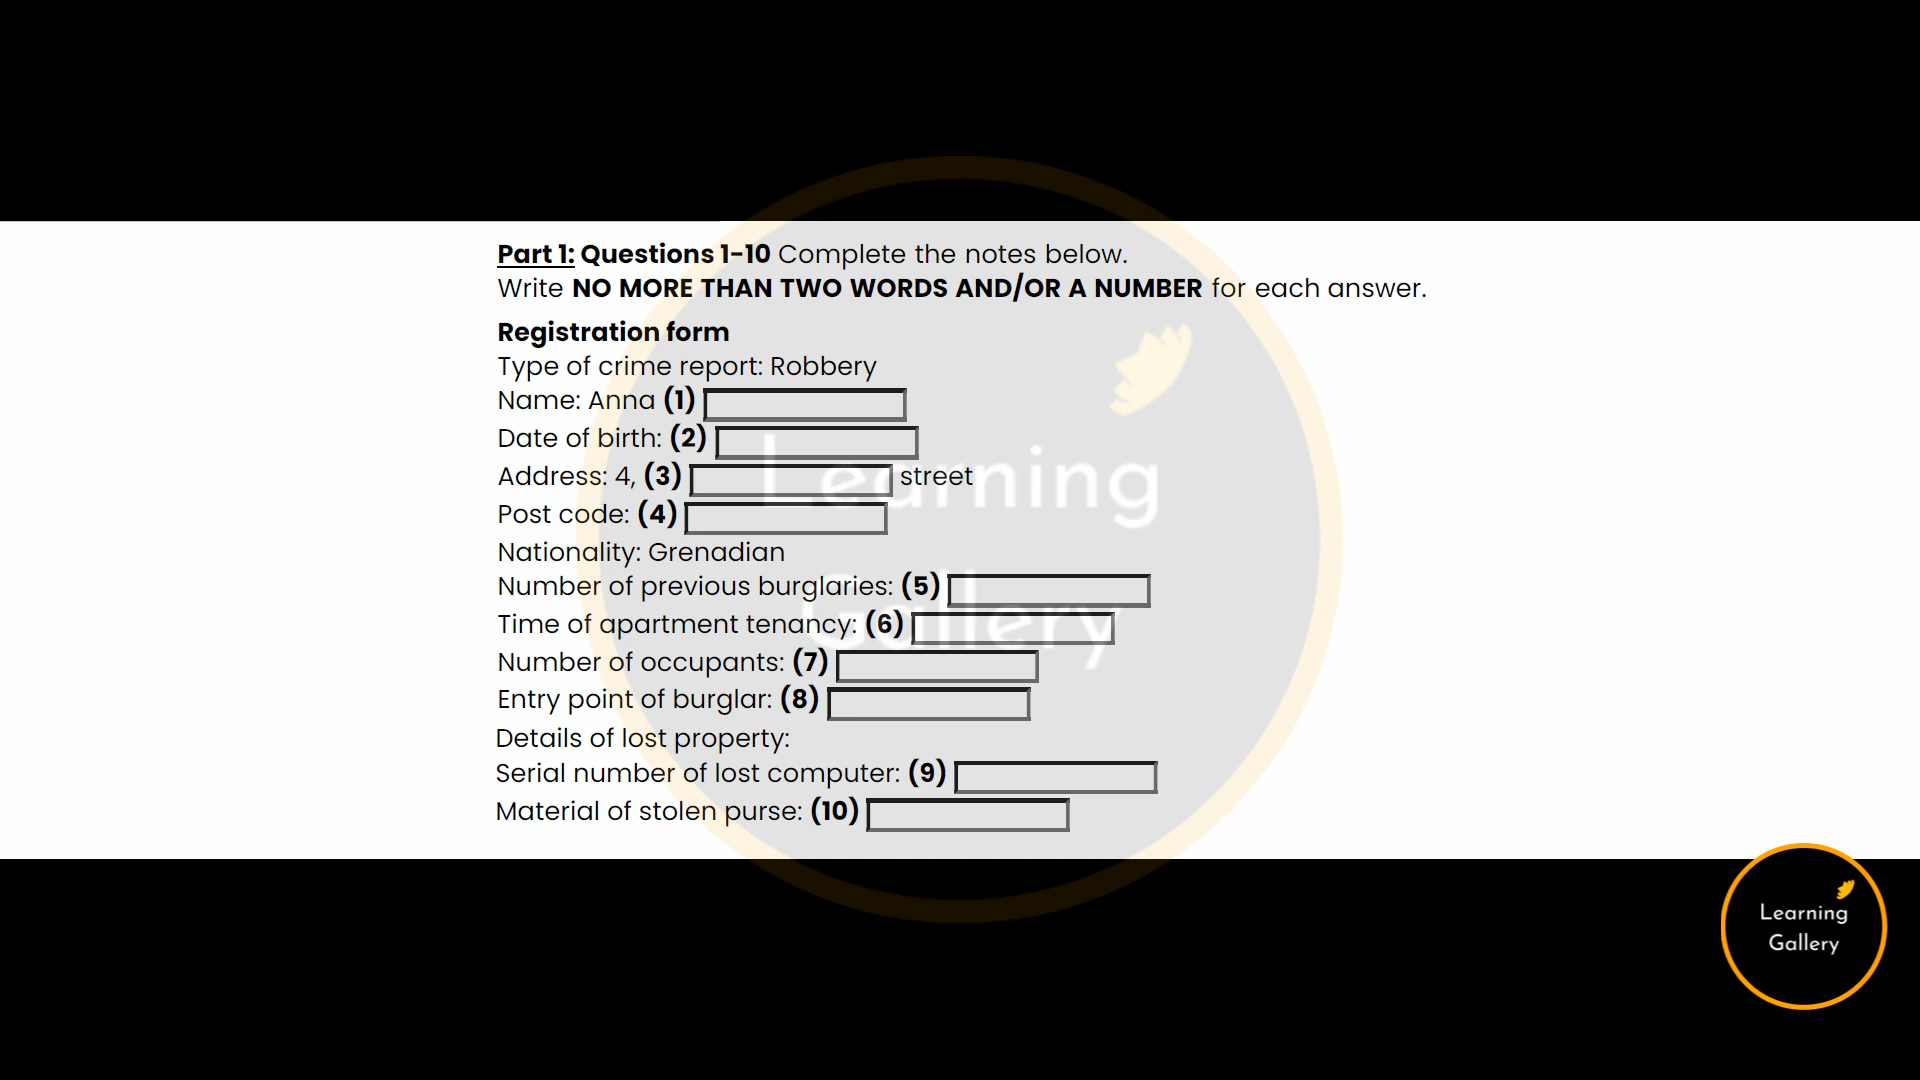 Part 1: Questions 1-10 Complete the notes below.
Write NO MORE THAN TWO WORDS AND/OR A NUMBER for each answer.
Registration form
Type of crime report: Robbery
Name: Anna (1)
Date of birth: (2)
Address: 4, (3) street
Post code: (4)
Nationality: Grenadian
Number of previous burglaries: (5)
Time of apartment tenancy: (6)
Number of occupants: (7)
Entry point of burglar: (8)
Details of lost property:
Serial number of lost computer: (9)
Material of stolen purse: (10)
Learning
Gallery
Learning
Gallery